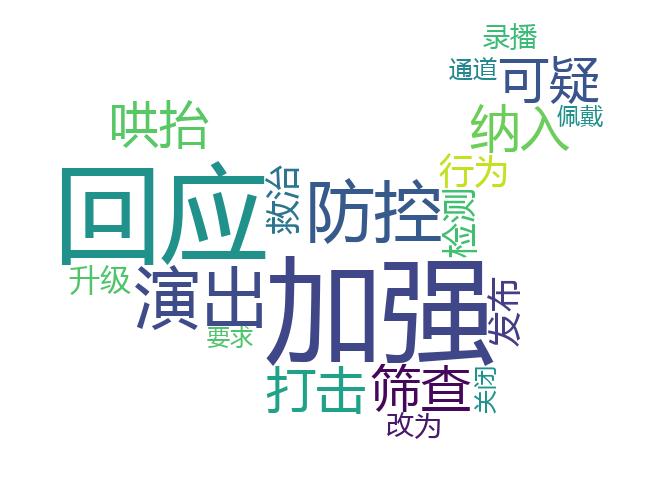 录播
通道
可疑
佩戴
哄抬
纳入
行为
回应
救治
防控
检测
升级
演出
要求
加强
发布
打击
筛查
关闭
改为